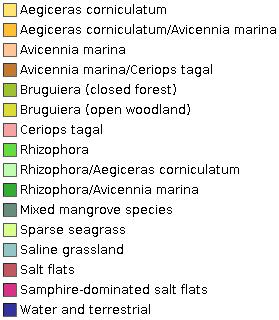 Aegiceras corniculatum
Aegiceras corniculatum/Avicennia marina
Avicennia marina
Avicennia marina/Ceriops tagal
Bruguiera (closed forest)
Bruguiera (open woodland)
Ceriops tagal
Rhizophora
Rhizophora/Aegiceras corniculatum
Rhizophora/Avicennia marina
Mixed mangrove species
Sparse seagrass
Saline grassland
Salt flats
Samphire-dominated salt flats
Water and terrestrial